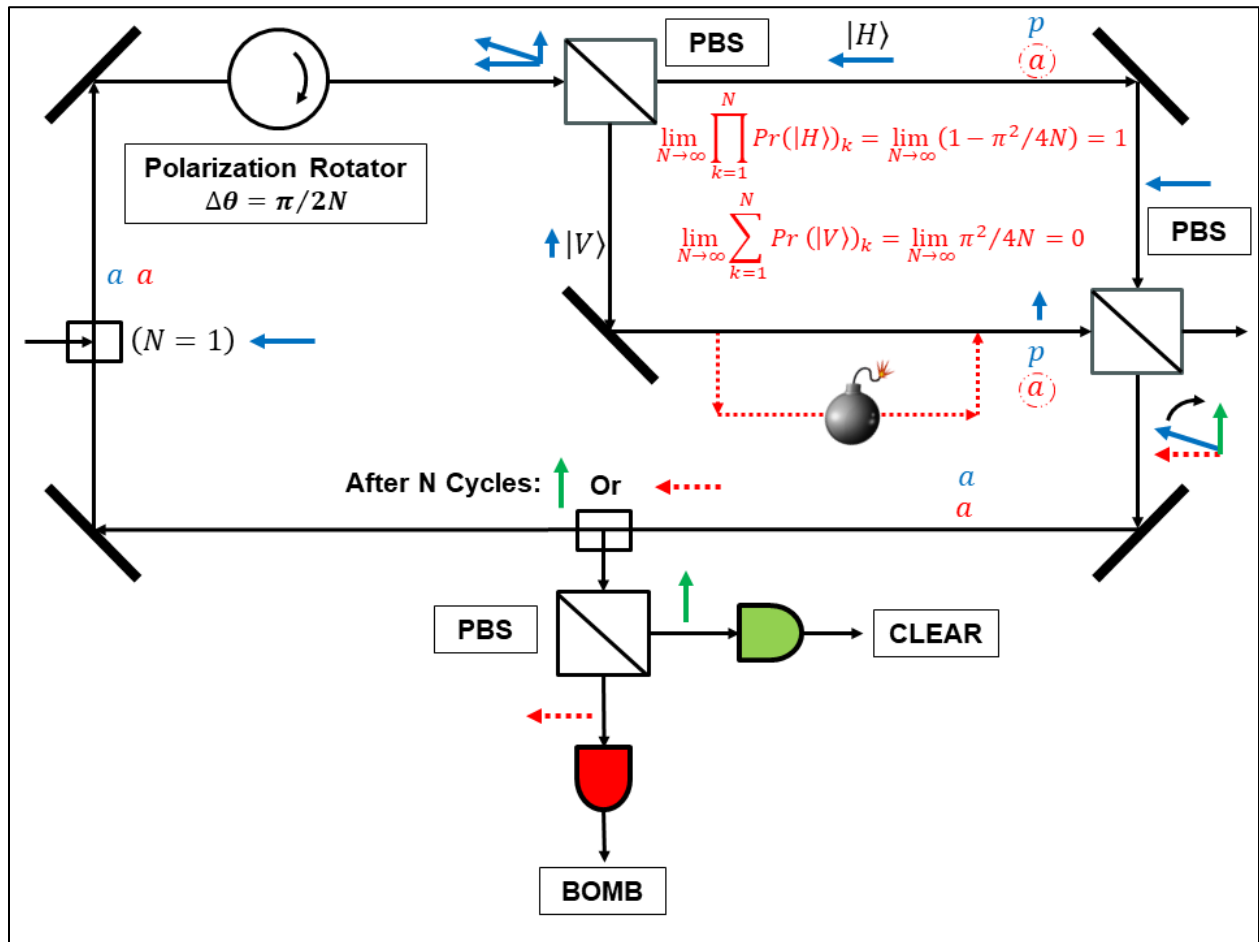 PBS
|H⟩
p
a
lim_{N→∞} ∏_{k=1}^{N} Pr(|H⟩)_k = lim_{N→∞} (1 − π²/4N) = 1
Polarization Rotator
Δθ = π/2N
lim_{N→∞} ∑_{k=1}^{N} Pr (|V⟩)_k = lim_{N→∞} π²/4N = 0
PBS
|V⟩
a a
(N = 1)
p
a
After N Cycles: Or
a
a
PBS
CLEAR
BOMB